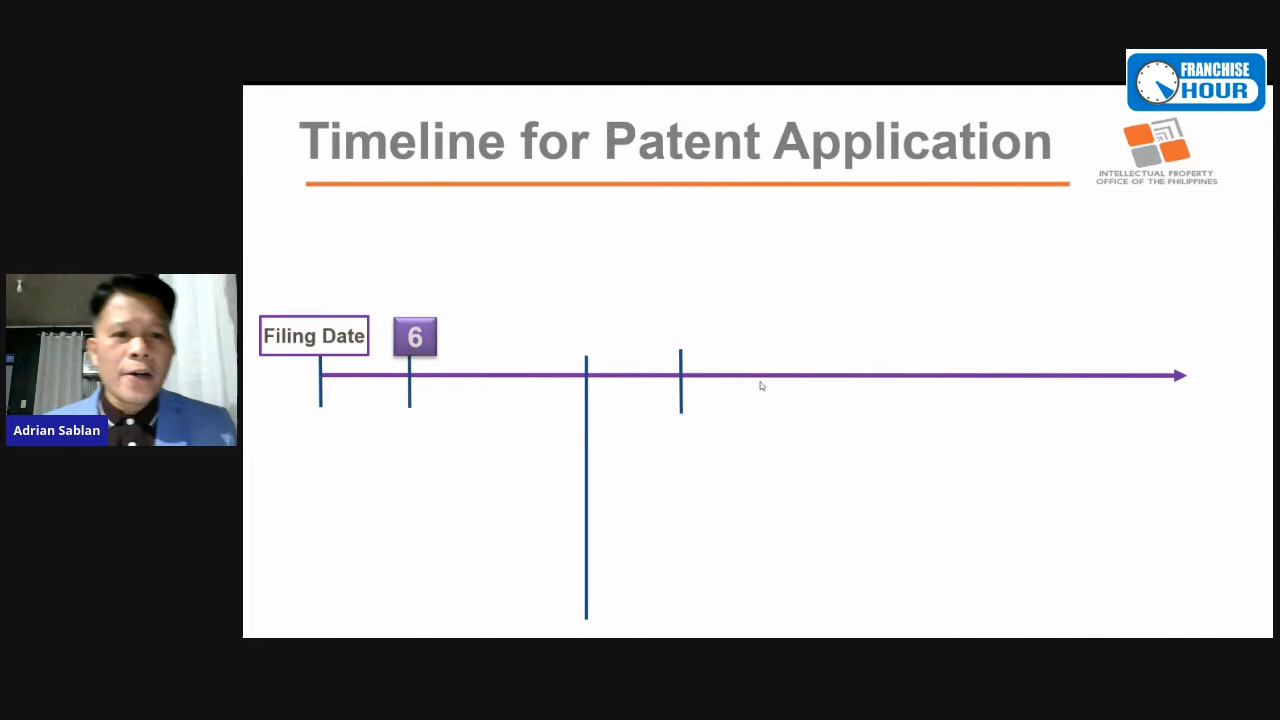 FRANCHISE
HOUR
Timeline for Patent Application
INTELLECTUAL PROPERTY
OFFICE OF THE PHILIPPINES
Filing Date
6
Adrian Sablan